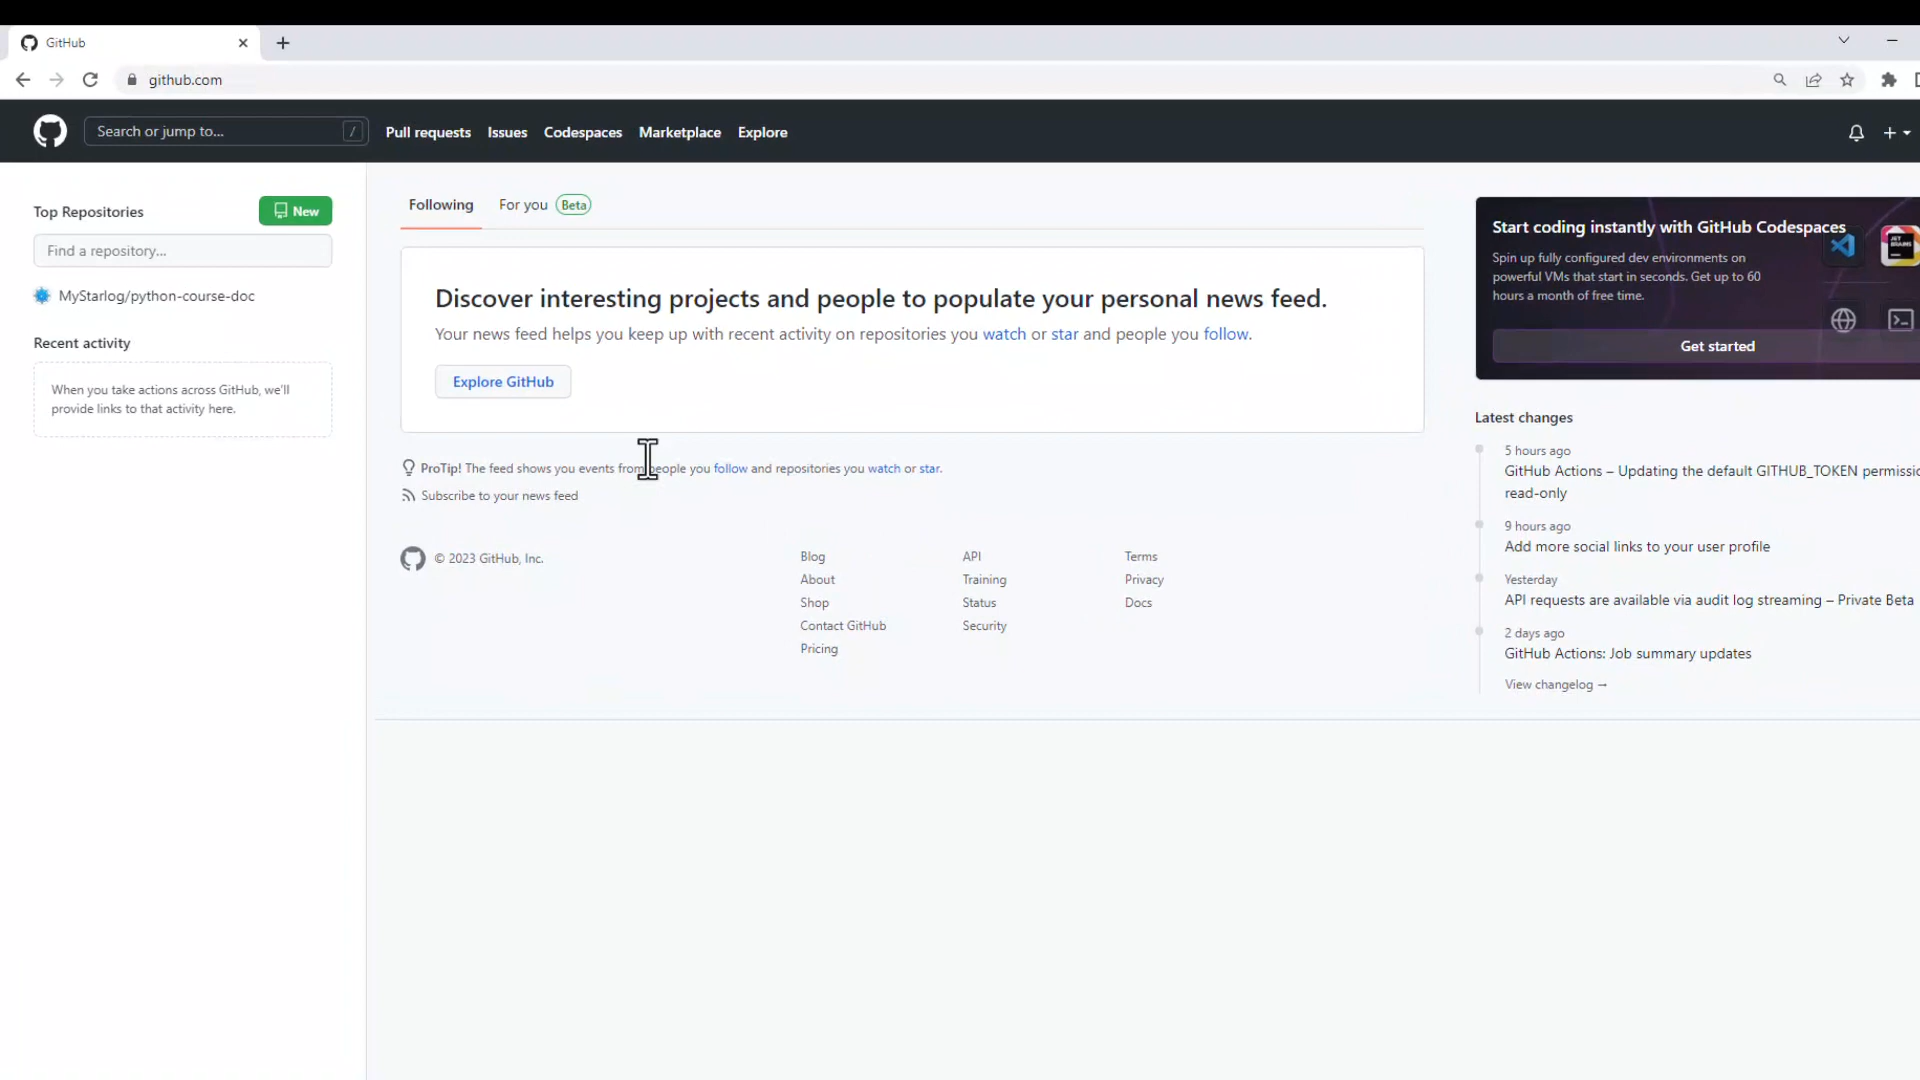 GitHub
github.com
Search or jump to...
/
Pull requests
Issues
Codespaces
Marketplace
Explore
Top Repositories
New
Find a repository...
MyStarlog/python-course-doc
Recent activity
When you take actions across GitHub, we'll
provide links to that activity here.
Following
For you
Beta
Discover interesting projects and people to populate your personal news feed.
Your news feed helps you keep up with recent activity on repositories you watch or star and people you follow.
Explore GitHub
ProTip! The feed shows you events from people you follow and repositories you watch or star.
Subscribe to your news feed
© 2023 GitHub, Inc.
Blog
About
Shop
Contact GitHub
Pricing
API
Training
Status
Security
Terms
Privacy
Docs
Start coding instantly with GitHub Codespaces
Spin up fully configured dev environments on
powerful VMs that start in seconds. Get up to 60
hours a month of free time.
JET
BRAINS
Get started
Latest changes
5 hours ago
GitHub Actions – Updating the default GITHUB_TOKEN
read-only
9 hours ago
Add more social links to your user profile
Yesterday
API requests are available via audit log streaming – Private Beta
2 days ago
GitHub Actions: Job summary updates
View changelog →